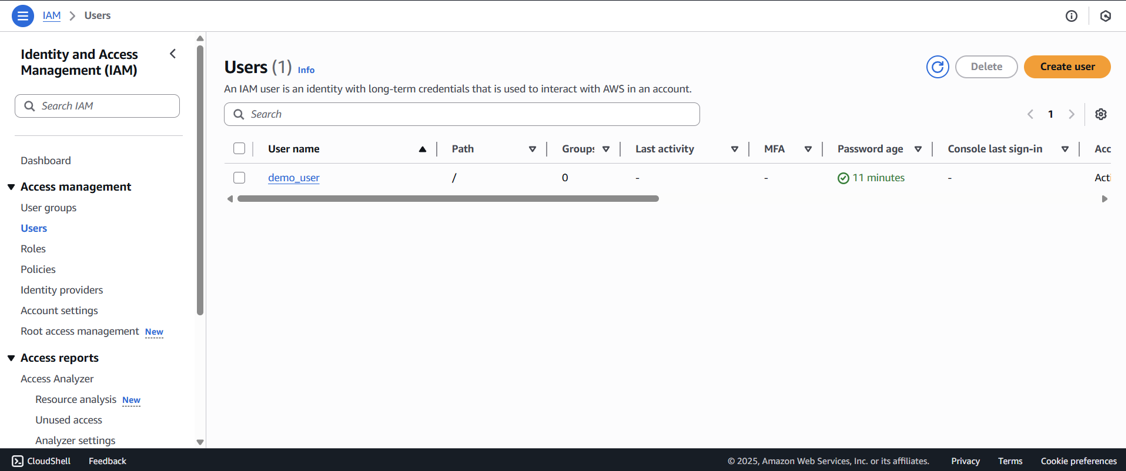 IAM > Users
Identity and Access
Management (IAM)
Search IAM
Dashboard
Access management
User groups
Users
Roles
Policies
Identity providers
Account settings
Root access management New
Access reports
Access Analyzer
Resource analysis New
Unused access
Analyzer settings
Users (1) Info
Delete
Create user
An IAM user is an identity with long-term credentials that is used to interact with AWS in an account.
Search
1
User name Path Groups Last activity MFA Password age Console last sign-in Acc
demo_user / 0 - - 11 minutes - Acti
CloudShell Feedback © 2025, Amazon Web Services, Inc. or its affiliates. Privacy Terms Cookie preferences